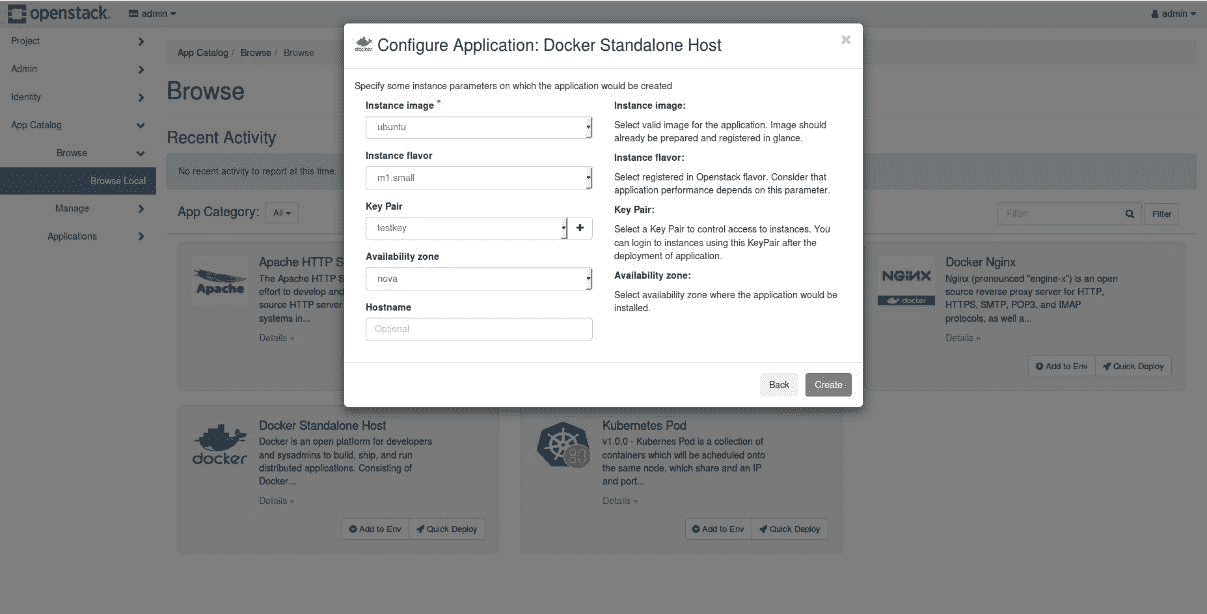 openstack. admin admin
Project
Admin
Identity
App Catalog
Browse
Browse Local
Manage
Applications
App Catalog / Browse / Browse
Browse
Recent Activity
No recent activity to report at this time.
App Category: All
Filter Filter
Apache HTTP S
The Apache HTTP
effort to develop and
source HTTP server
systems in...
Details »
Apache
Docker Nginx
Nginx (pronounced "engine-x") is an open
source reverse proxy server for HTTP,
HTTPS, SMTP, POP3, and IMAP
protocols, as well a...
Details »
NGINX
docker
Add to Env Quick Deploy
Docker Standalone Host
Docker is an open platform for developers
and sysadmins to build, ship, and run
distributed applications. Consisting of
Docker...
Details »
docker
Add to Env Quick Deploy
Kubernetes Pod
v1.0.0 - Kubernes Pod is a collection of
containers which will be scheduled onto
the same node, which share and an IP
and port...
Details »
Add to Env Quick Deploy
docker Configure Application: Docker Standalone Host ×
Specify some instance parameters on which the application would be created
Instance image *
ubuntu
Instance flavor
m1.small
Key Pair
testkey +
Availability zone
nova
Hostname
Optional
Instance image:
Select valid image for the application. Image should
already be prepared and registered in glance.
Instance flavor:
Select registered in Openstack flavor. Consider that
application performance depends on this parameter.
Key Pair:
Select a Key Pair to control access to instances. You
can login to instances using this KeyPair after the
deployment of application.
Availability zone:
Select availability zone where the application would be
installed.
Back Create